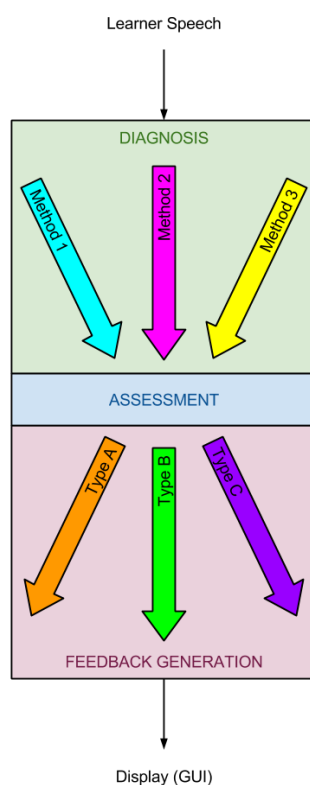 Learner Speech
DIAGNOSIS
Method 1
Method 2
Method 3
ASSESSMENT
Type A
Type B
Type C
FEEDBACK GENERATION
Display (GUI)